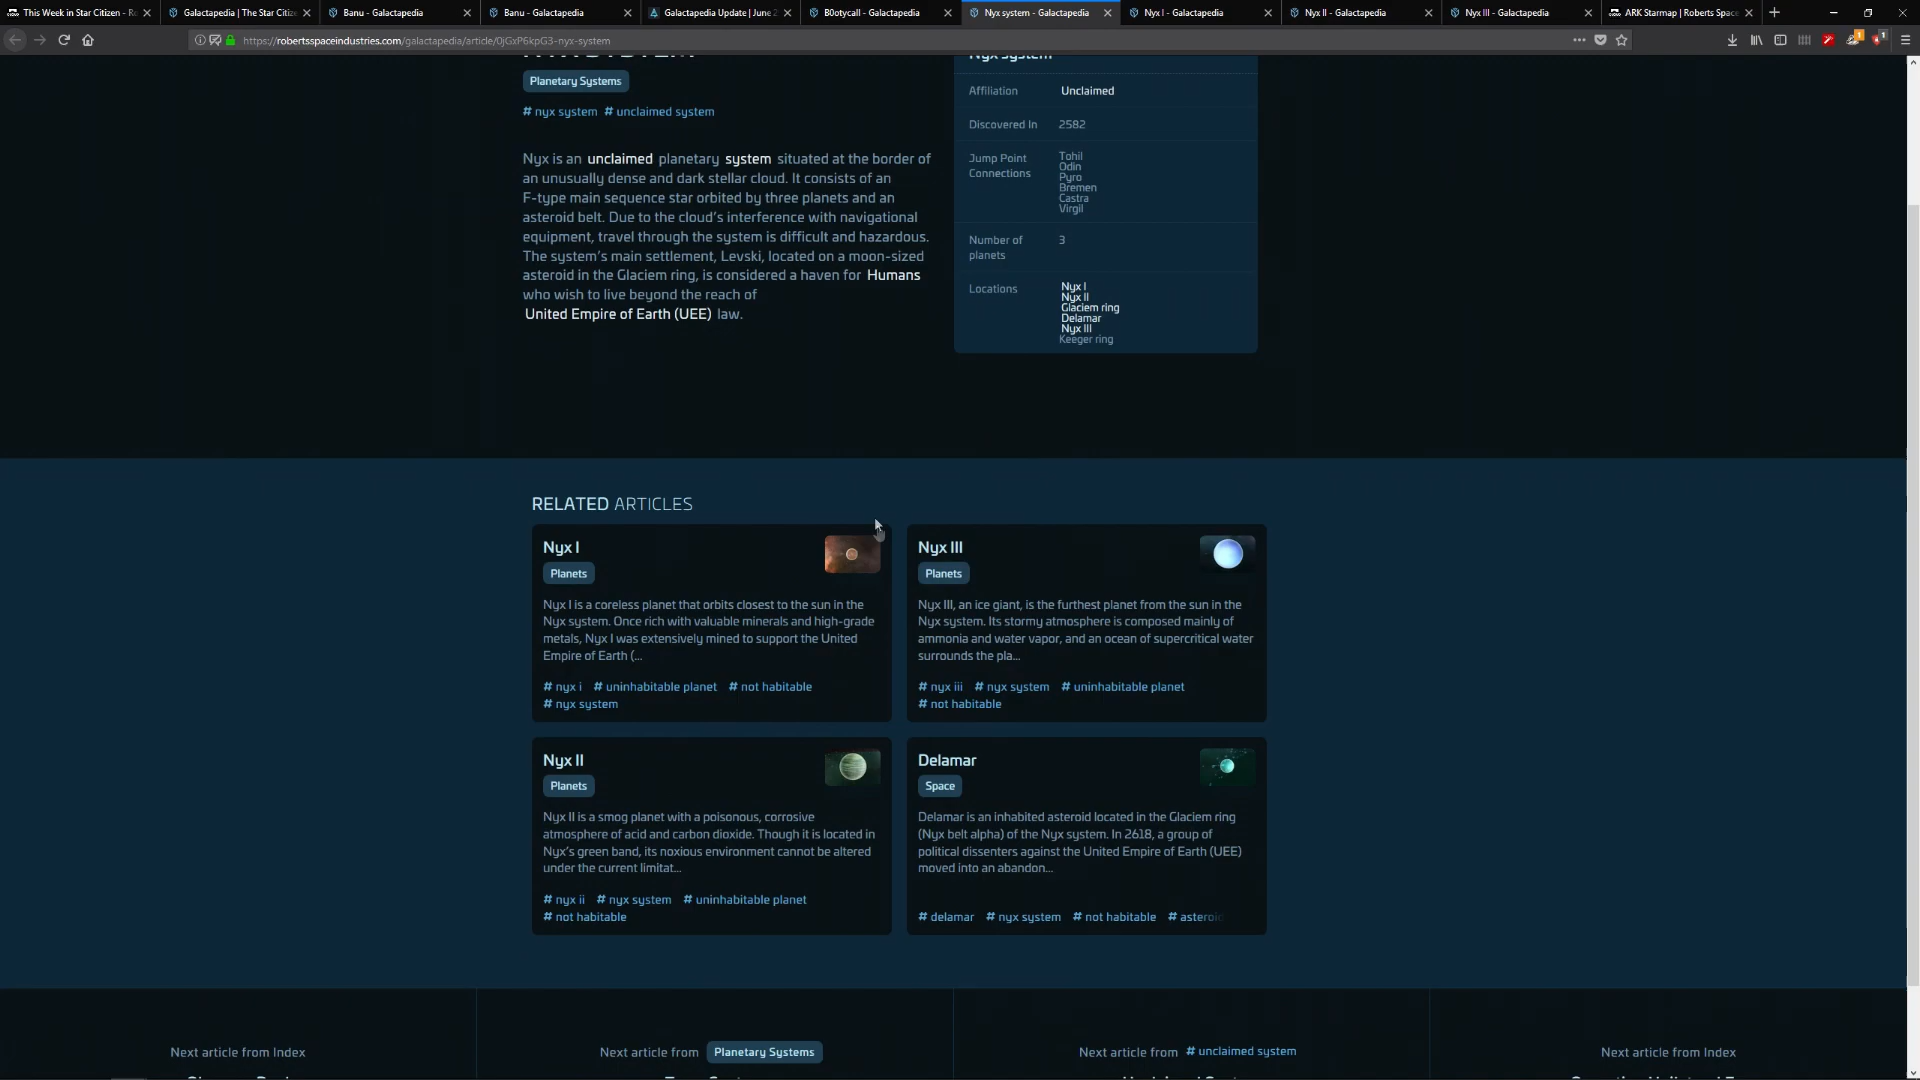 This Week in Star Citizen - Ro
Galactapedia | The Star Citize
Banu - Galactapedia
Banu - Galactapedia
Galactapedia Update | June 2
B0otycall - Galactapedia
Nyx system - Galactapedia
Nyx I - Galactapedia
Nyx II - Galactapedia
Nyx III - Galactapedia
ARK Starmap | Roberts Space
https://robertsspaceindustries.com/galactapedia/article/0jGxP6kpG3-nyx-system
1
1
Planetary Systems
# nyx system # unclaimed system
Nyx is an unclaimed planetary system situated at the border of
an unusually dense and dark stellar cloud. It consists of an
F-type main sequence star orbited by three planets and an
asteroid belt. Due to the cloud's interference with navigational
equipment, travel through the system is difficult and hazardous.
The system's main settlement, Levski, located on a moon-sized
asteroid in the Glaciem ring, is considered a haven for Humans
who wish to live beyond the reach of
United Empire of Earth (UEE) law.
Nyx system
Affiliation Unclaimed
Discovered In 2582
Jump Point
Connections
Tohil
Odin
Pyro
Bremen
Castra
Virgil
Number of
planets
3
Locations
Nyx I
Nyx II
Glaciem ring
Delamar
Nyx III
Keeger ring
RELATED ARTICLES
Nyx I
Planets
Nyx I is a coreless planet that orbits closest to the sun in the
Nyx system. Once rich with valuable minerals and high-grade
metals, Nyx I was extensively mined to support the United
Empire of Earth (...
# nyx i # uninhabitable planet # not habitable
# nyx system
Nyx III
Planets
Nyx III, an ice giant, is the furthest planet from the sun in the
Nyx system. Its stormy atmosphere is composed mainly of
ammonia and water vapor, and an ocean of supercritical water
surrounds the pla...
# nyx iii # nyx system # uninhabitable planet
# not habitable
Nyx II
Planets
Nyx II is a smog planet with a poisonous, corrosive
atmosphere of acid and carbon dioxide. Though it is located in
Nyx's green band, its noxious environment cannot be altered
under the current limitat...
# nyx ii # nyx system # uninhabitable planet
# not habitable
Delamar
Space
Delamar is an inhabited asteroid located in the Glaciem ring
(Nyx belt alpha) of the Nyx system. In 2618, a group of
political dissenters against the United Empire of Earth (UEE)
moved into an abandon...
# delamar # nyx system # not habitable # asteroid
Next article from Index
Next article from Planetary Systems
Next article from # unclaimed system
Next article from Index